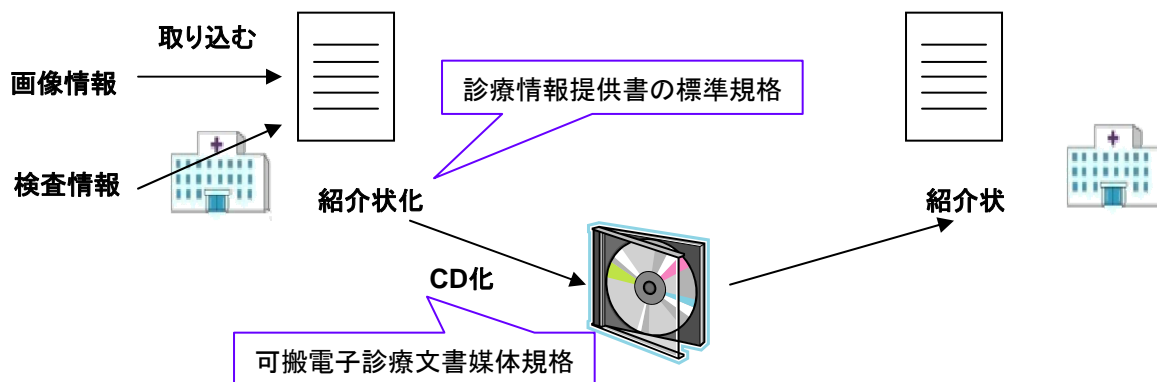 取り込む
画像情報
診療情報提供書の標準規格
検査情報
紹介状化
紹介状
CD化
可搬電子診療文書媒体規格